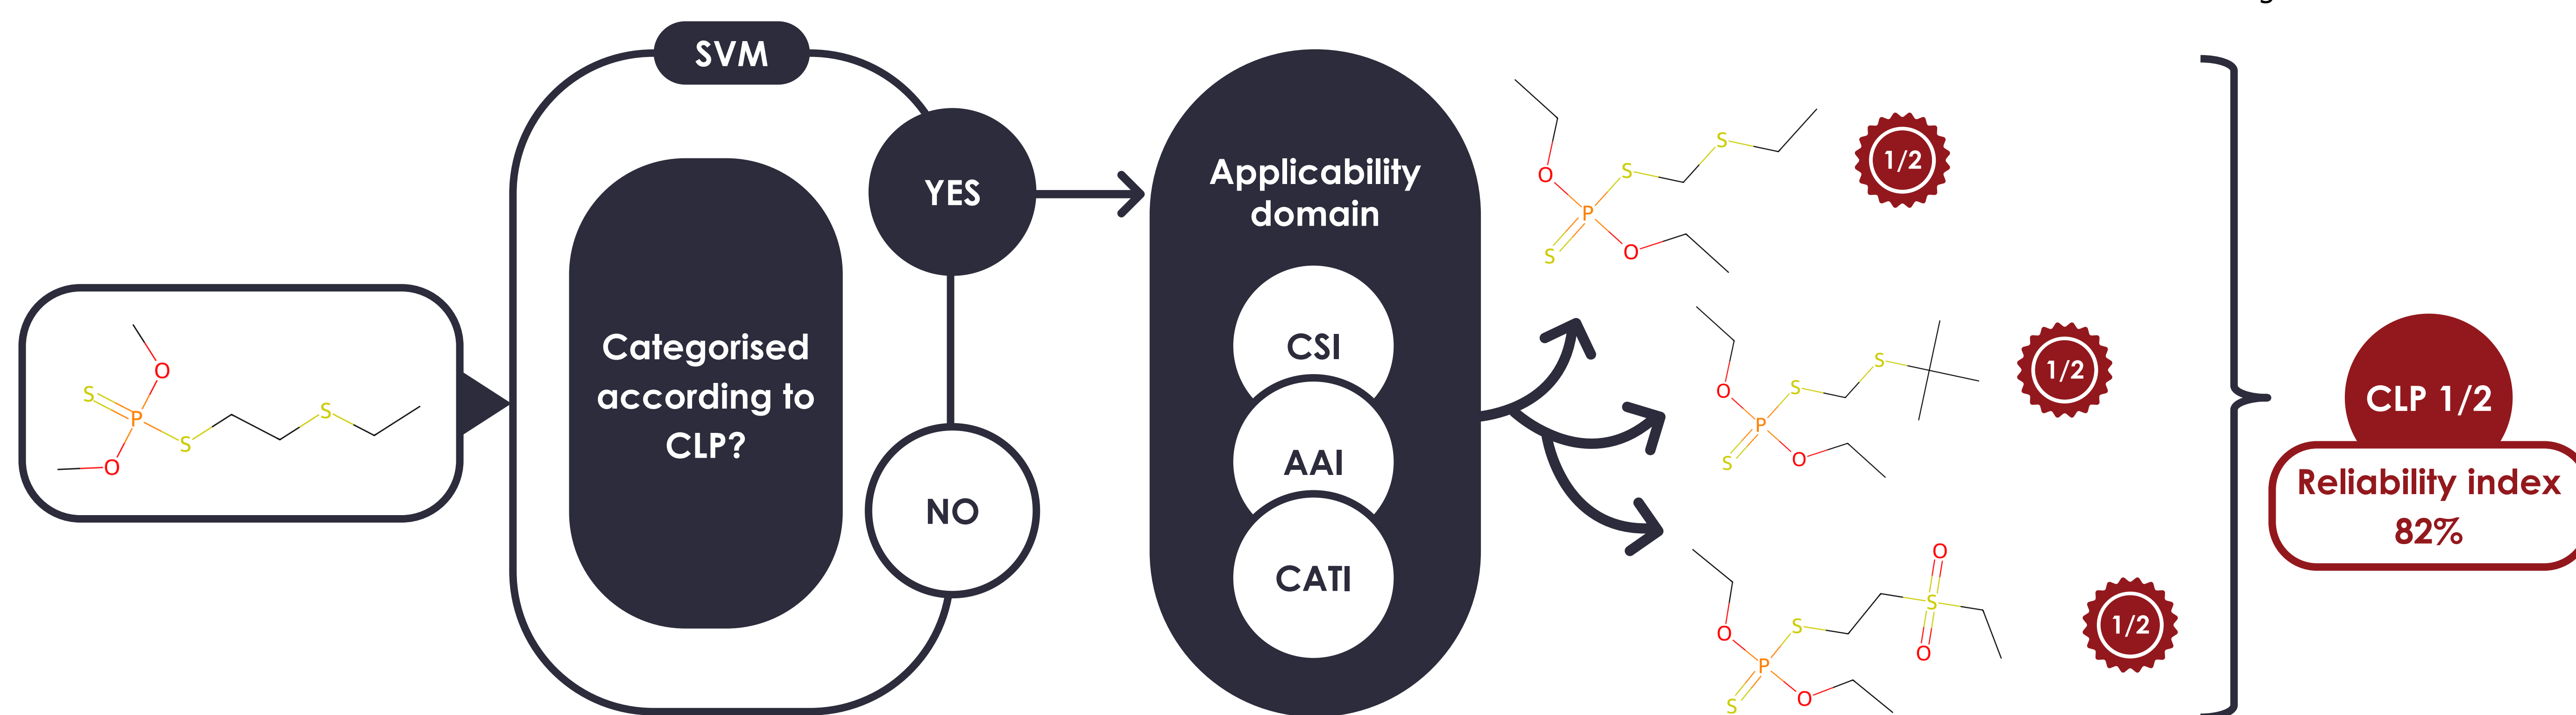 SVM
YES
Categorised
according to
CLP?
NO
Applicability
domain
CSI
AAI
CATI
O
S
P
S
S
O
S
S
O
P
S
O
1/2
S
S
O
P
S
O
1/2
O
S
O
S
O
P
S
O
1/2
CLP 1/2
Reliability index
82%